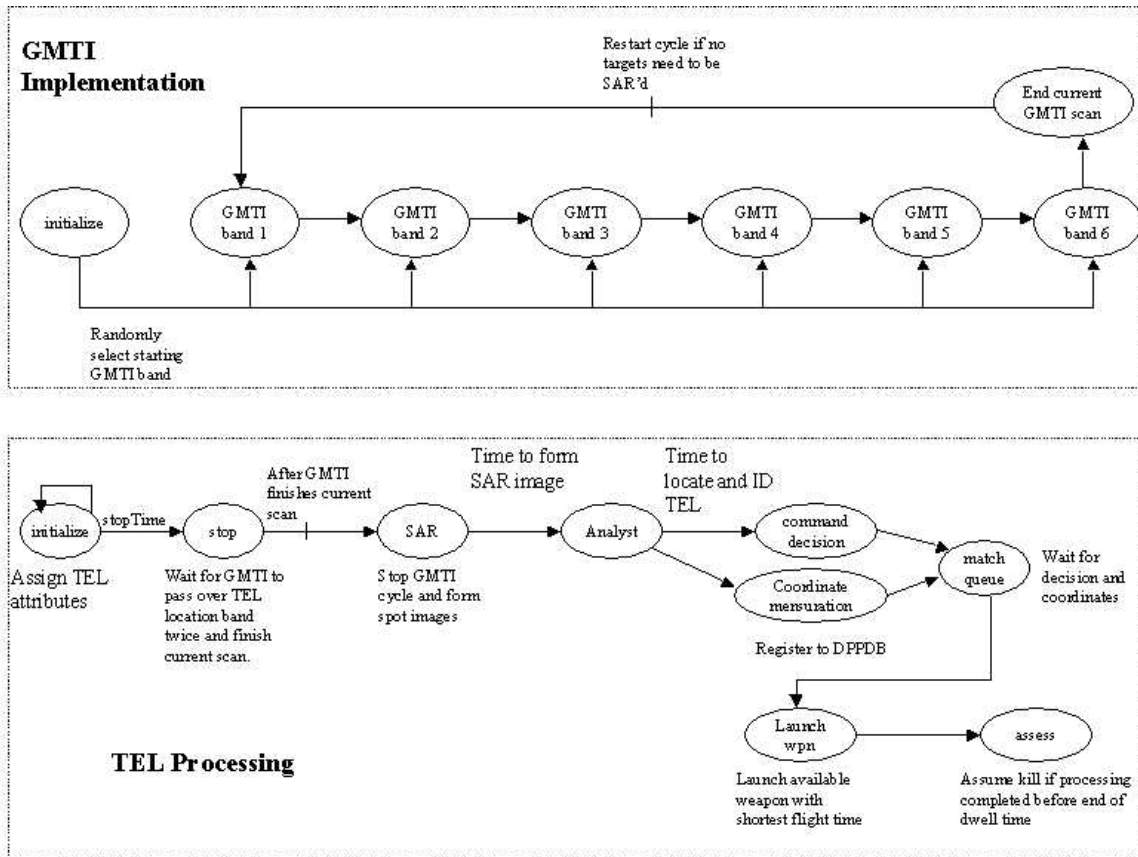 GMTI
Implementation
Restart cycle if no
targets need to be
SAR'd
End current
GMTI scan
initialize
GMTI
band 1
GMTI
band 2
GMTI
band 3
GMTI
band 4
GMTI
band 5
GMTI
band 6
Randomly
select starting
GMTI band
After GMTI
finishes current
scan
Time to form
SAR image
Time to
locate and ID
TEL
initialize
stopTime
stop
SAR
Analyst
command
decision
Coordinate
mensuration
match
queue
Wait for
decision and
coordinates
Assign TEL
attributes
Wait for GMTI to
pass over TEL
location band
twice and finish
current scan.
Stop GMTI
cycle and form
spot images
Register to DPPDB
Launch
wpn
assess
TEL Processing
Launch available
weapon with
shortest flight time
Assume kill if processing
completed before end of
dwell time